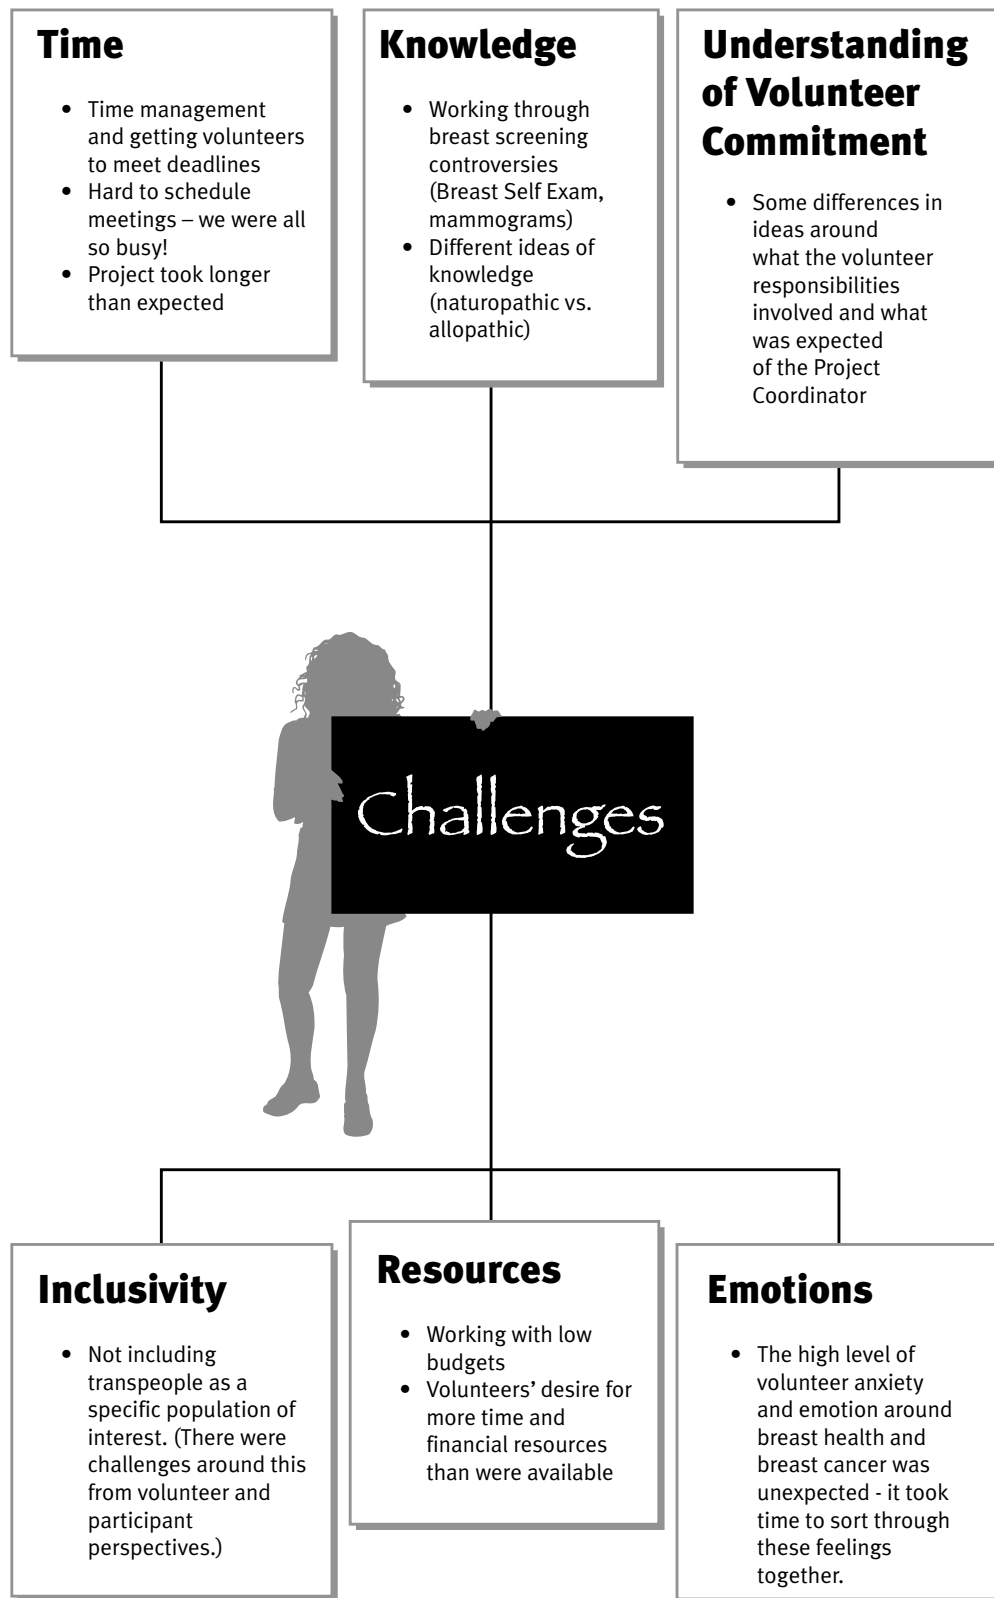 Time
• Time management
and getting volunteers
to meet deadlines
• Hard to schedule
meetings – we were all
so busy!
• Project took longer
than expected
Knowledge
• Working through
breast screening
controversies
(Breast Self Exam,
mammograms)
• Different ideas of
knowledge
(naturopathic vs.
allopathic)
Understanding
of Volunteer
Commitment
• Some differences in
ideas around
what the volunteer
responsibilities
involved and what
was expected
of the Project
Coordinator
Challenges
Inclusivity
• Not including
transpeople as a
specific population of
interest. (There were
challenges around this
from volunteer and
participant
perspectives.)
Resources
• Working with low
budgets
• Volunteers’ desire for
more time and
financial resources
than were available
Emotions
• The high level of
volunteer anxiety
and emotion around
breast health and
breast cancer was
unexpected - it took
time to sort through
these feelings
together.